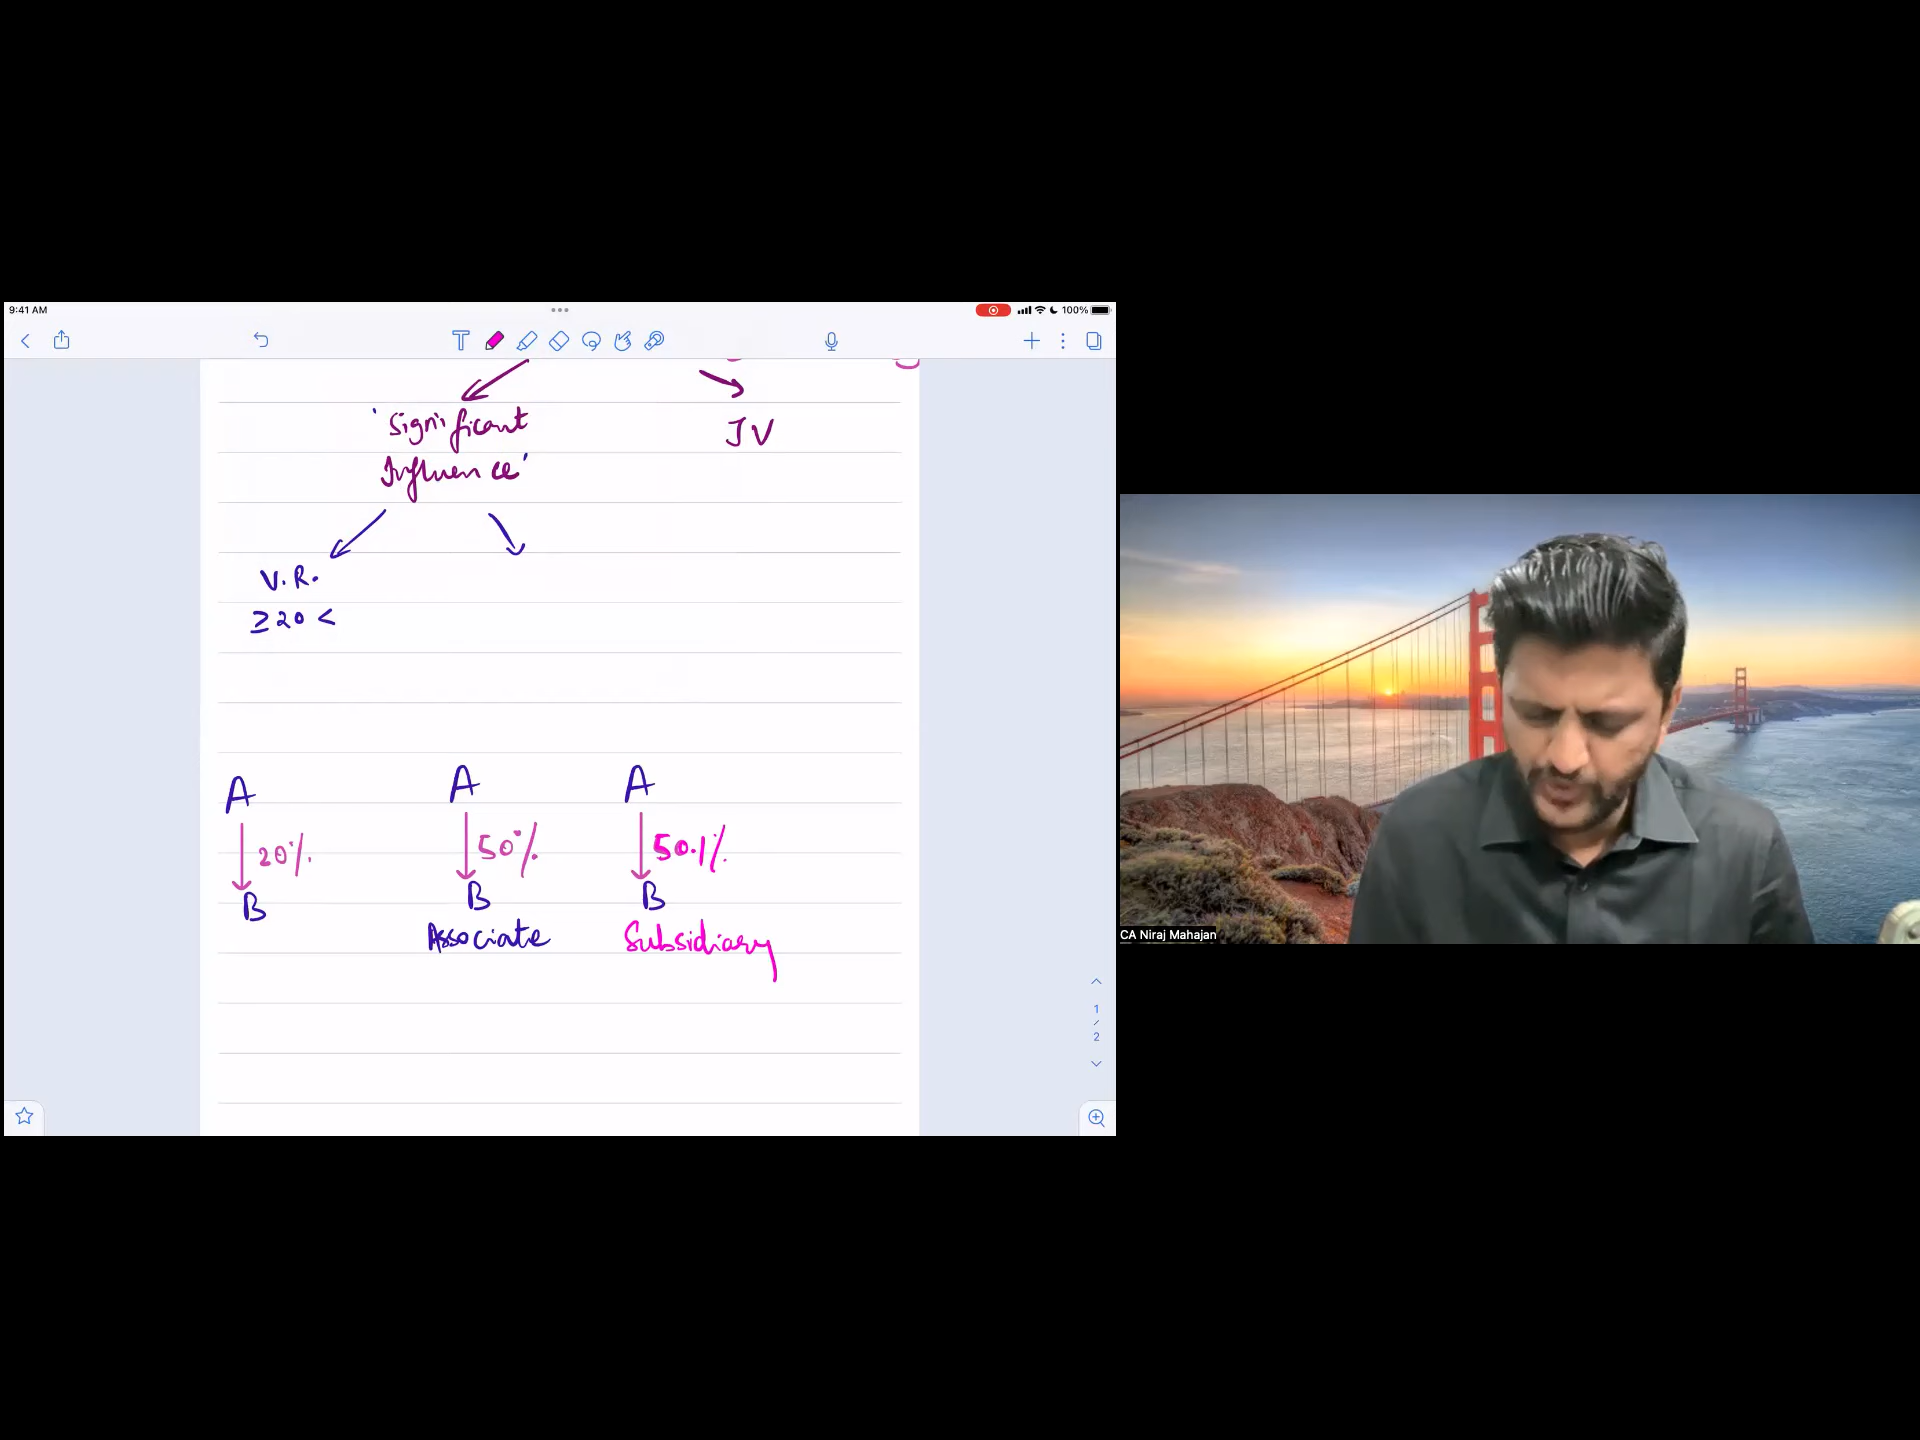 9:41 AM
100%
'Significant
Influence'
JV
V.R.
≥20 <
A
A
A
20%.
50%.
50.1%.
B
B
B
Associate
Subsidiary
1
/
2
CA Niraj Mahajan